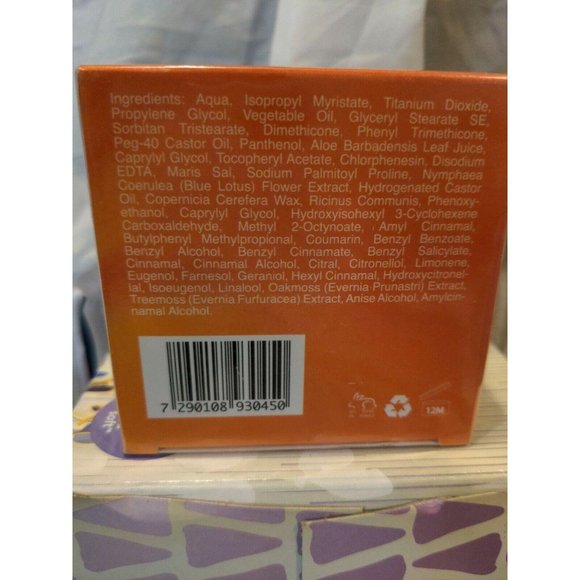 Ingredients: Aqua, Isopropyl Myristate, Titanium Dioxide,
Propylene Glycol, Vegetable Oil, Glyceryl Stearate SE,
Sorbitan Tristearate, Dimethicone, Phenyl Trimethicone,
Peg-40 Castor Oil, Panthenol, Aloe Barbadensis Leaf Juice,
Caprylyl Glycol, Tocopheryl Acetate, Chlorphenesin, Disodium
EDTA, Maris Sal, Sodium Palmitoyl Proline, Nymphaea
Coerulea (Blue Lotus) Flower Extract, Hydrogenated Castor
Oil, Copernicia Cerefera Wax, Ricinus Communis, Phenoxy-
ethanol, Caprylyl Glycol, Hydroxyisohexyl 3-Cyclohexene
Carboxaldehyde, Methyl 2-Octynoate, Amyl Cinnamal,
Butylphenyl Methylpropional, Coumarin, Benzyl Benzoate,
Benzyl Alcohol, Benzyl Cinnamate, Benzyl Salicylate,
Cinnamal, Cinnamal Alcohol, Citral, Citronellol, Limonene,
Eugenol, Farnesol, Geraniol, Hexyl Cinnamal, Hydroxycitronel-
lal, Isoeugenol, Linalool, Oakmoss (Evernia Prunastri) Extract,
Treemoss (Evernia Furfuracea) Extract, Anise Alcohol, Amylcin-
namal Alcohol.
7 290108 930450
12M
soft